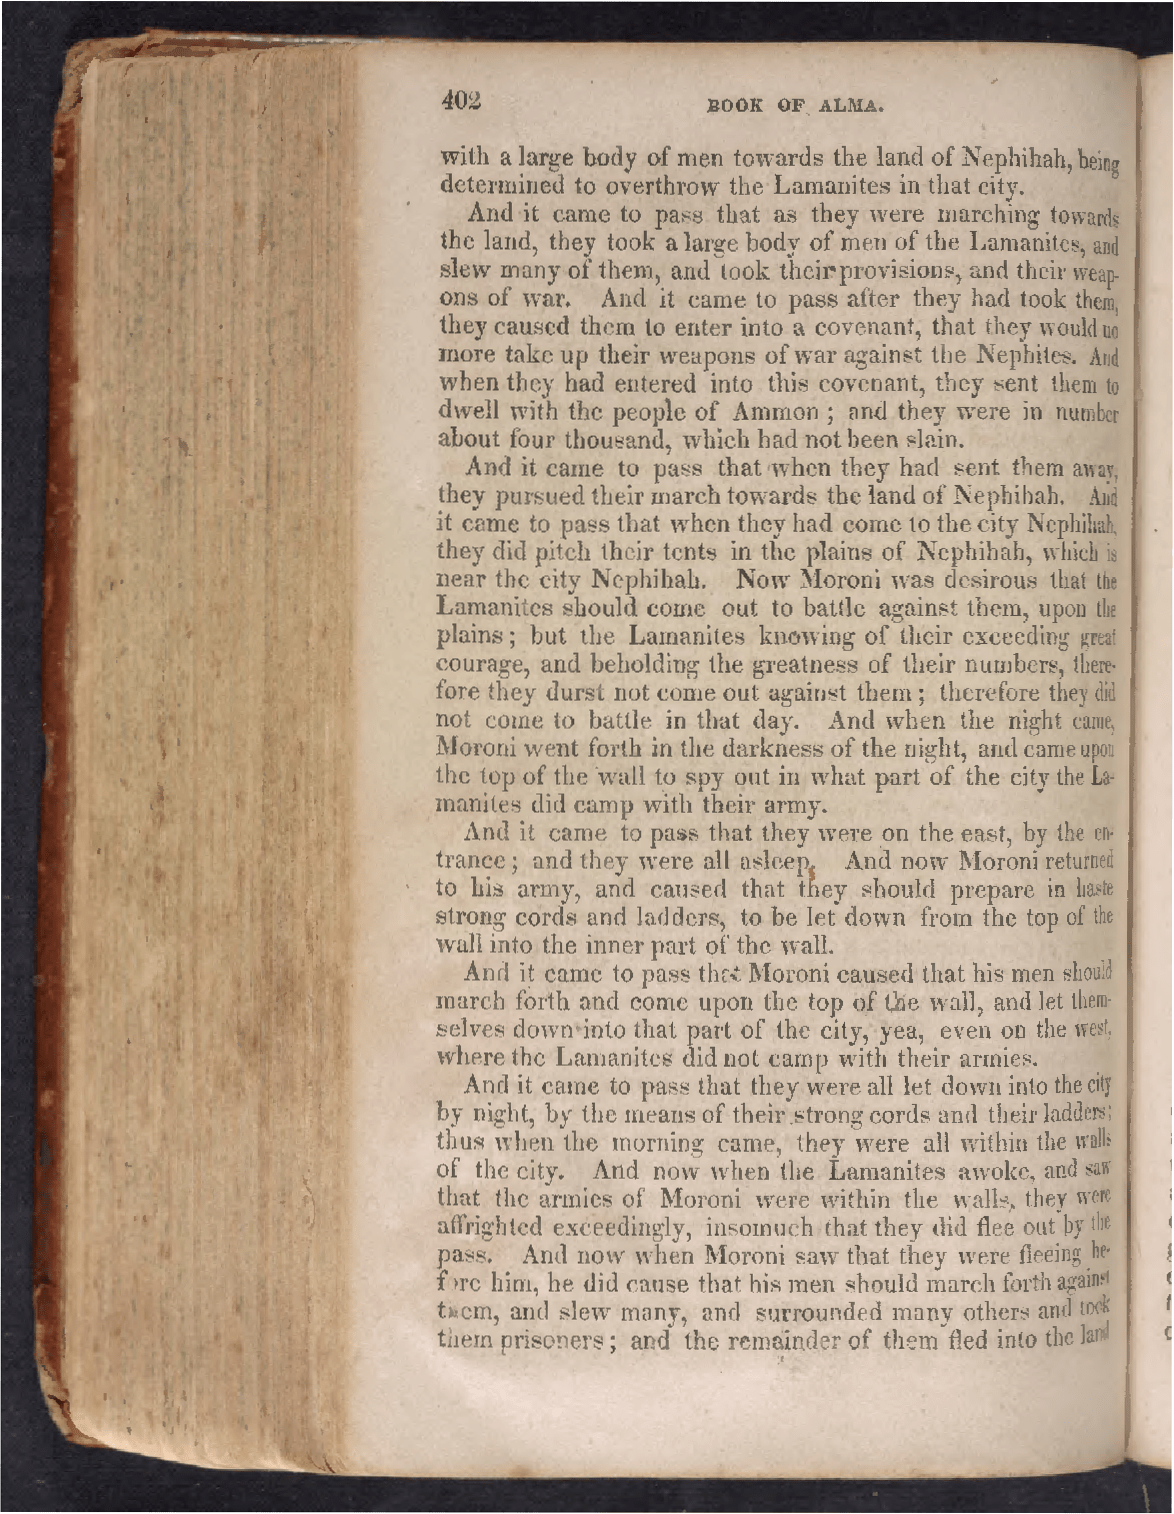 402 BOOK OF ALMA.
with a large body of men towards the land of Nephihah, being
determined to overthrow the Lamanites in that city.
And it came to pass that as they were marching towards
the land, they took a large body of men of the Lamanites, and
slew many of them, and took their provisions, and their weap-
ons of war. And it came to pass after they had took them,
they caused them to enter into a covenant, that they would no
more take up their weapons of war against the Nephites. And
when they had entered into this covenant, they sent them to
dwell with the people of Ammon ; and they were in number
about four thousand, which had not been slain.
And it came to pass that when they had sent them away,
they pursued their march towards the land of Nephihah. And
it came to pass that when they had come to the city Nephihah,
they did pitch their tents in the plains of Nephihah, which is
near the city Nephihah. Now Moroni was desirous that the
Lamanites should come out to battle against them, upon the
plains ; but the Lamanites knowing of their exceeding great
courage, and beholding the greatness of their numbers, there-
fore they durst not come out against them ; therefore they did
not come to battle in that day. And when the night came,
Moroni went forth in the darkness of the night, and came upon
the top of the wall to spy out in what part of the city the La-
manites did camp with their army.
And it came to pass that they were on the east, by the en-
trance ; and they were all asleep. And now Moroni returned
to his army, and caused that they should prepare in haste
strong cords and ladders, to be let down from the top of the
wall into the inner part of the wall.
And it came to pass that Moroni caused that his men should
march forth and come upon the top of the wall, and let them-
selves down into that part of the city, yea, even on the west,
where the Lamanites did not camp with their armies.
And it came to pass that they were all let down into the city
by night, by the means of their strong cords and their ladders;
thus when the morning came, they were all within the walls
of the city. And now when the Lamanites awoke, and saw
that the armies of Moroni were within the walls, they were
affrighted exceedingly, insomuch that they did flee out by the
pass. And now when Moroni saw that they were fleeing be-
fore him, he did cause that his men should march forth against
them, and slew many, and surrounded many others and took
them prisoners ; and the remainder of them fled into the land